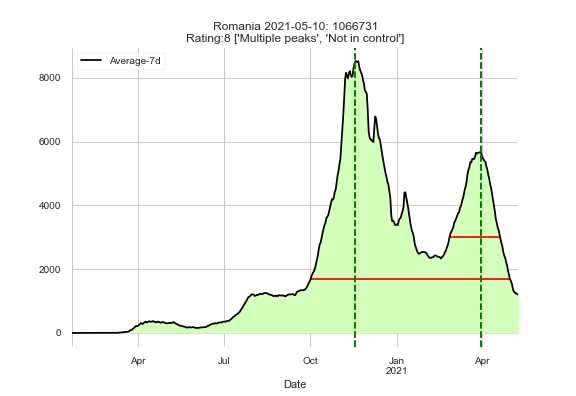 Romania 2021-05-10: 1066731
Rating:8 ['Multiple peaks', 'Not in control']
Average-7d
8000
6000
4000
2000
0
Apr
Jul
Oct
Jan
2021
Apr
Date